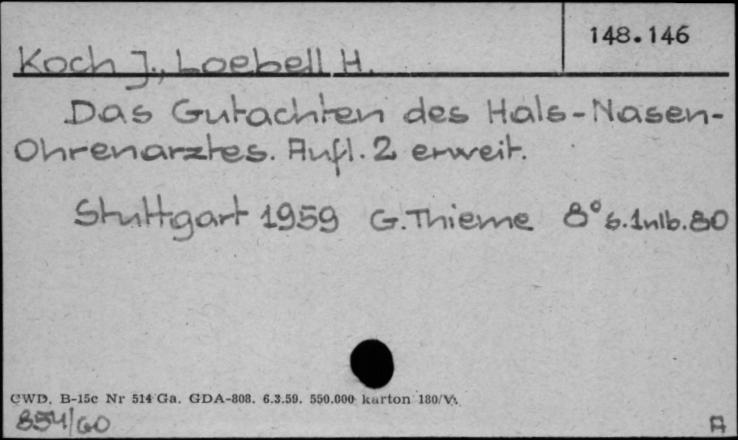 148.146
Koch J., Loebell H.
Das Gutachten des Hals-Nasen-
Ohrenarztes. Aufl. 2 erweit.
Stuttgart 1959 G. Thieme 8° s. 1nlb. 80
CWD. B-15c Nr 514 Ga. GDA-808. 6.3.59. 550.000 karton 180/V.
854/60 A